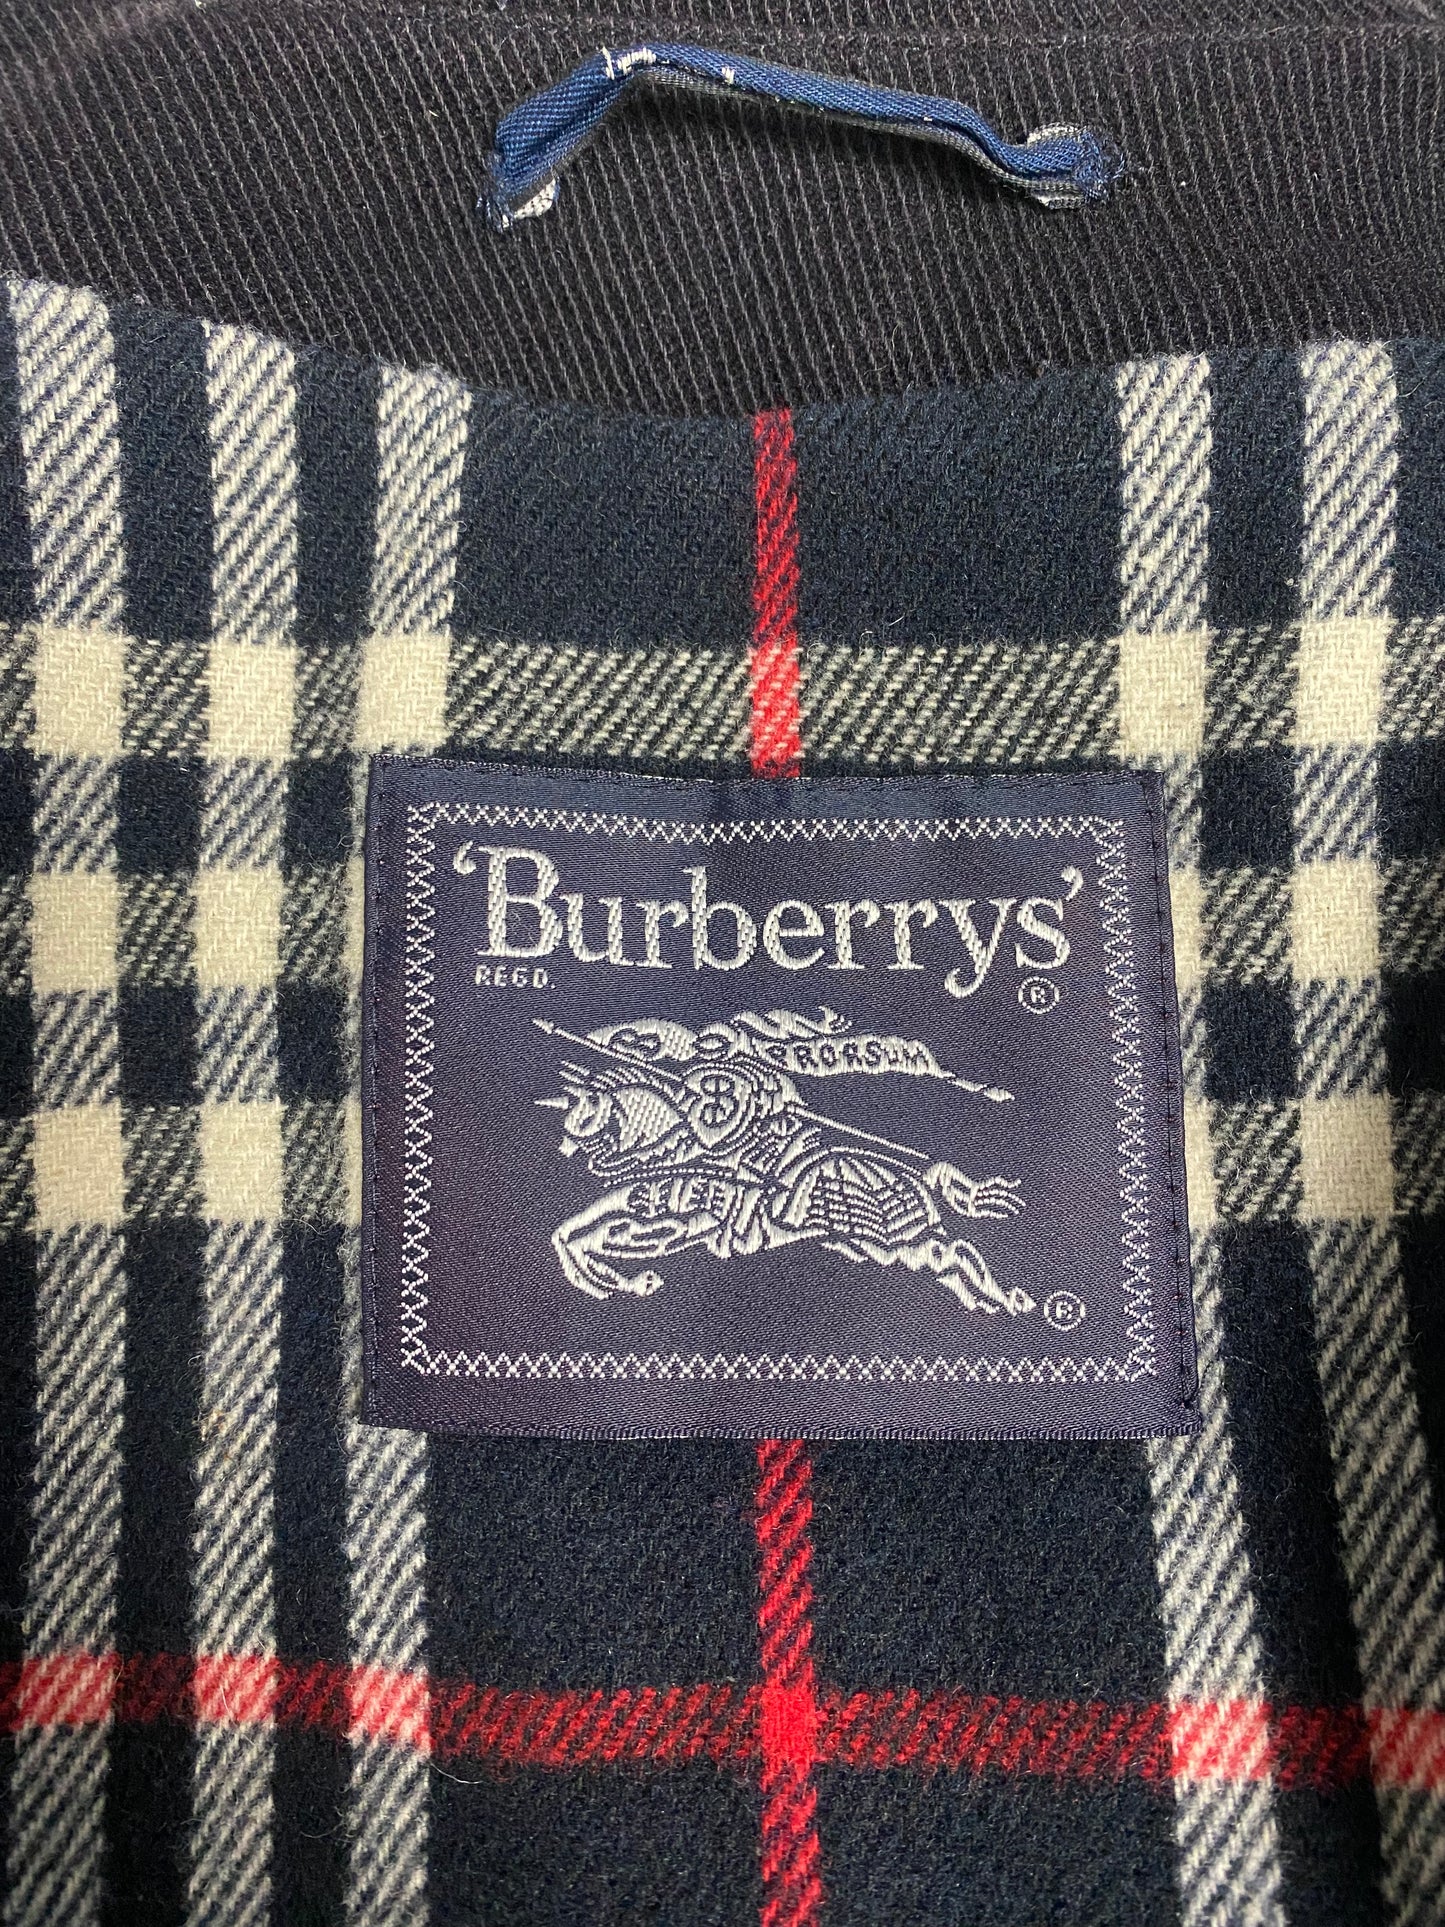 ‘Burberrys’
REGD. ®
PRORSUM
®